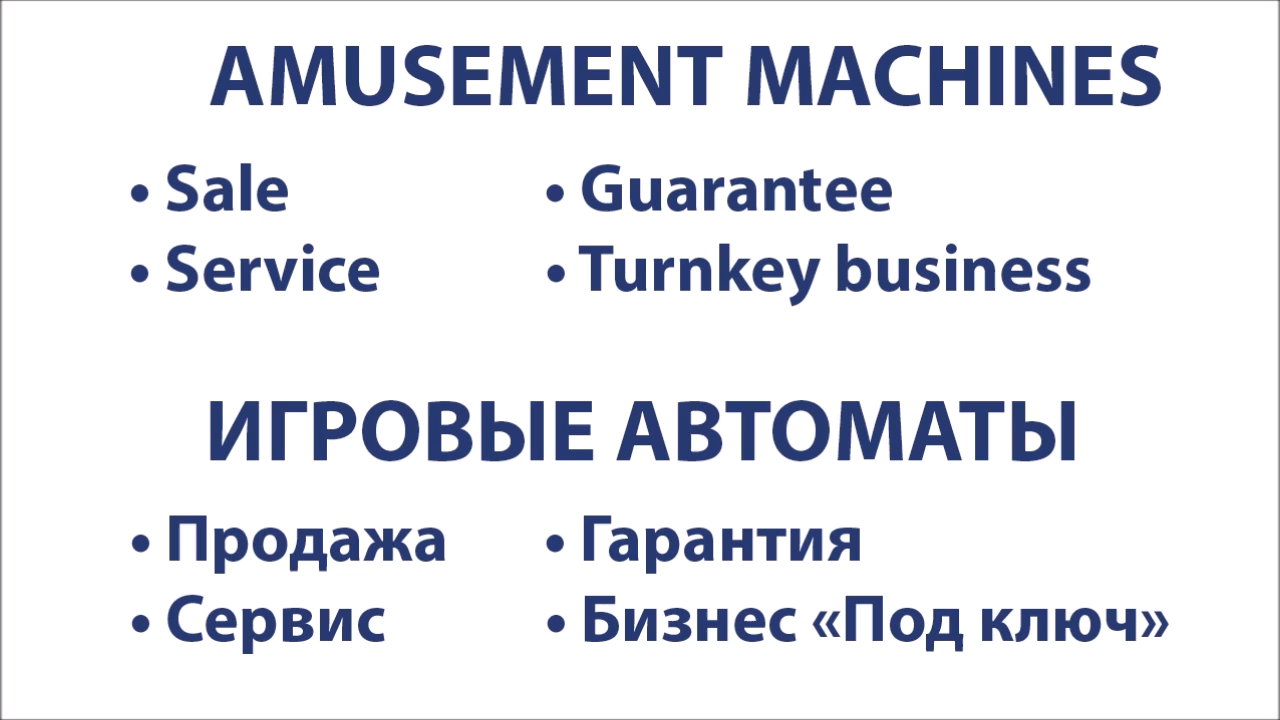 AMUSEMENT MACHINES
• Sale • Guarantee
• Service • Turnkey business
ИГРОВЫЕ АВТОМАТЫ
• Продажа • Гарантия
• Сервис • Бизнес «Под ключ»